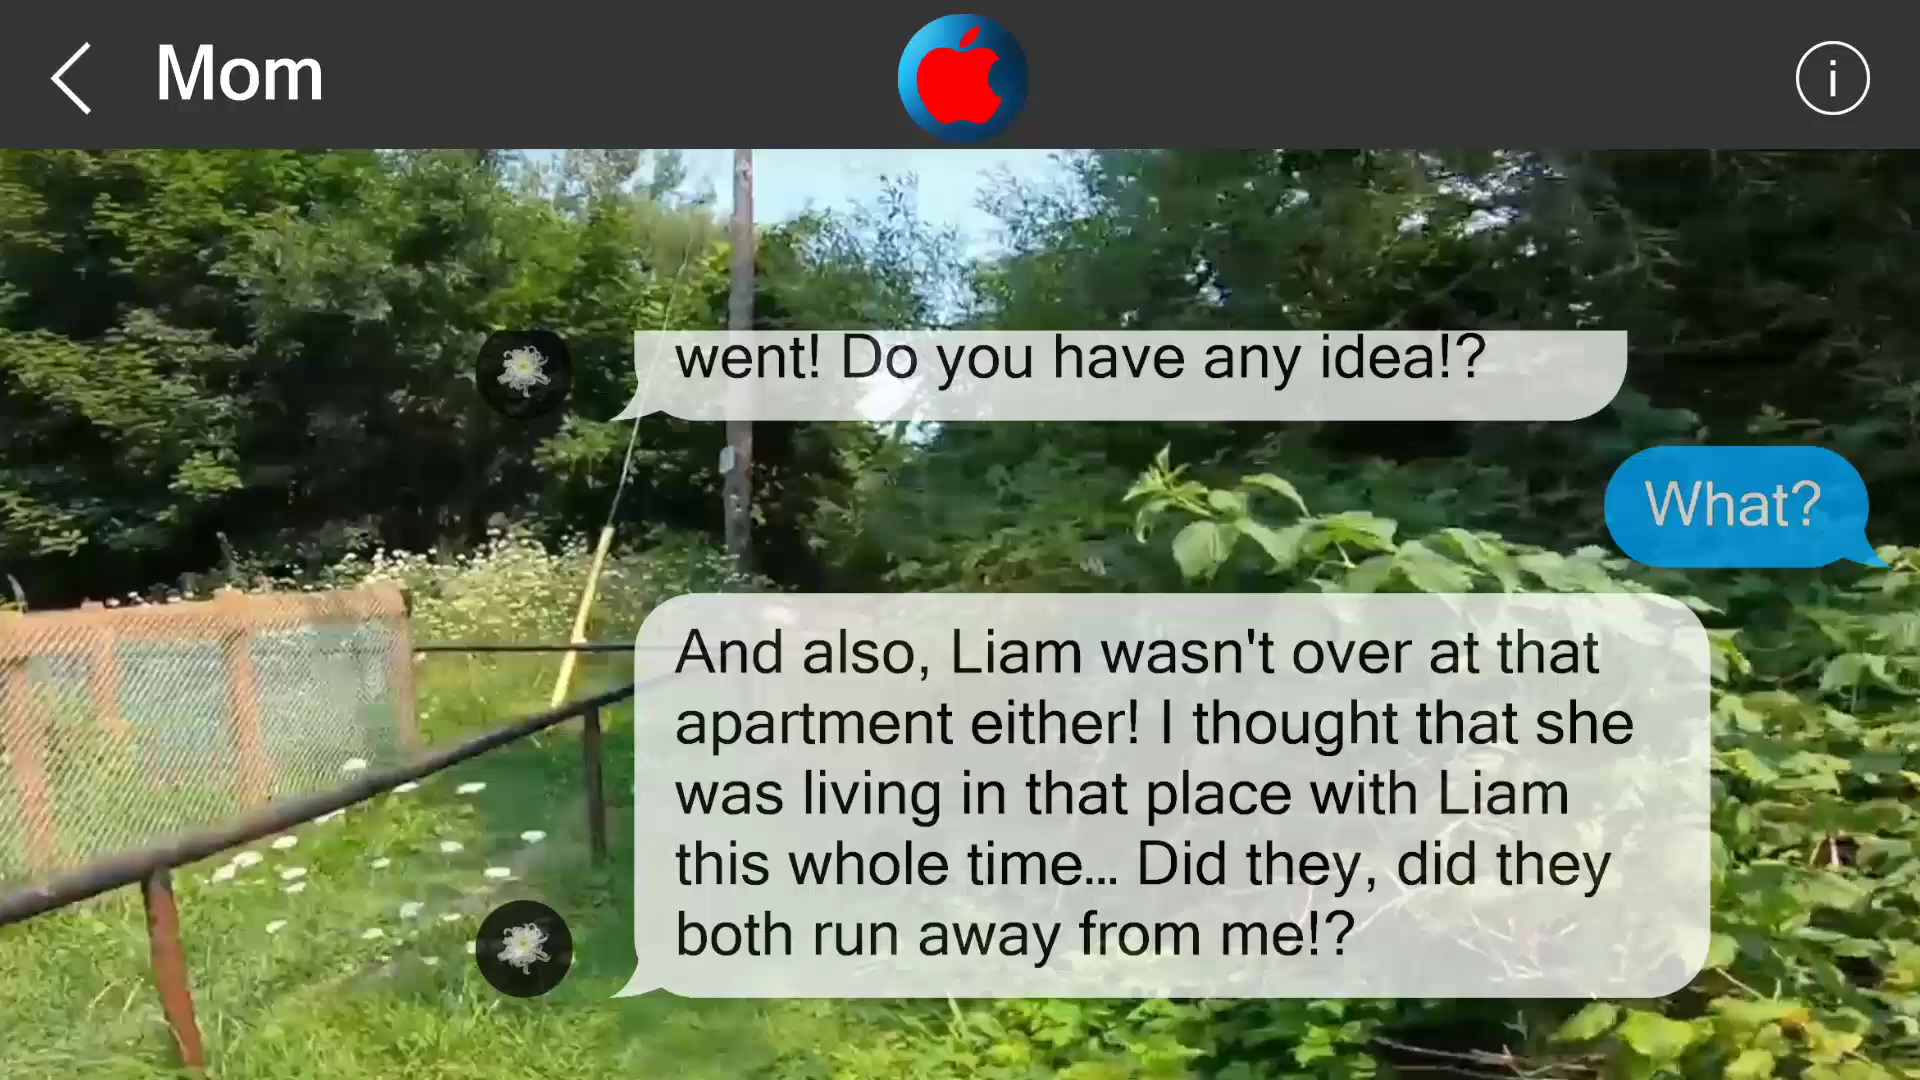 Mom
i
went! Do you have any idea!?
What?
And also, Liam wasn't over at that
apartment either! I thought that she
was living in that place with Liam
this whole time... Did they, did they
both run away from me!?